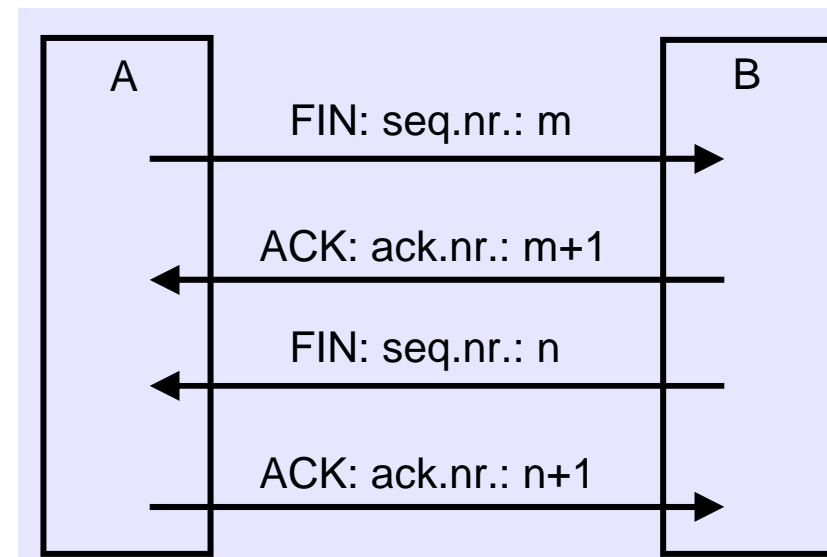 A
B
FIN: seq.nr.: m
ACK: ack.nr.: m+1
FIN: seq.nr.: n
ACK: ack.nr.: n+1